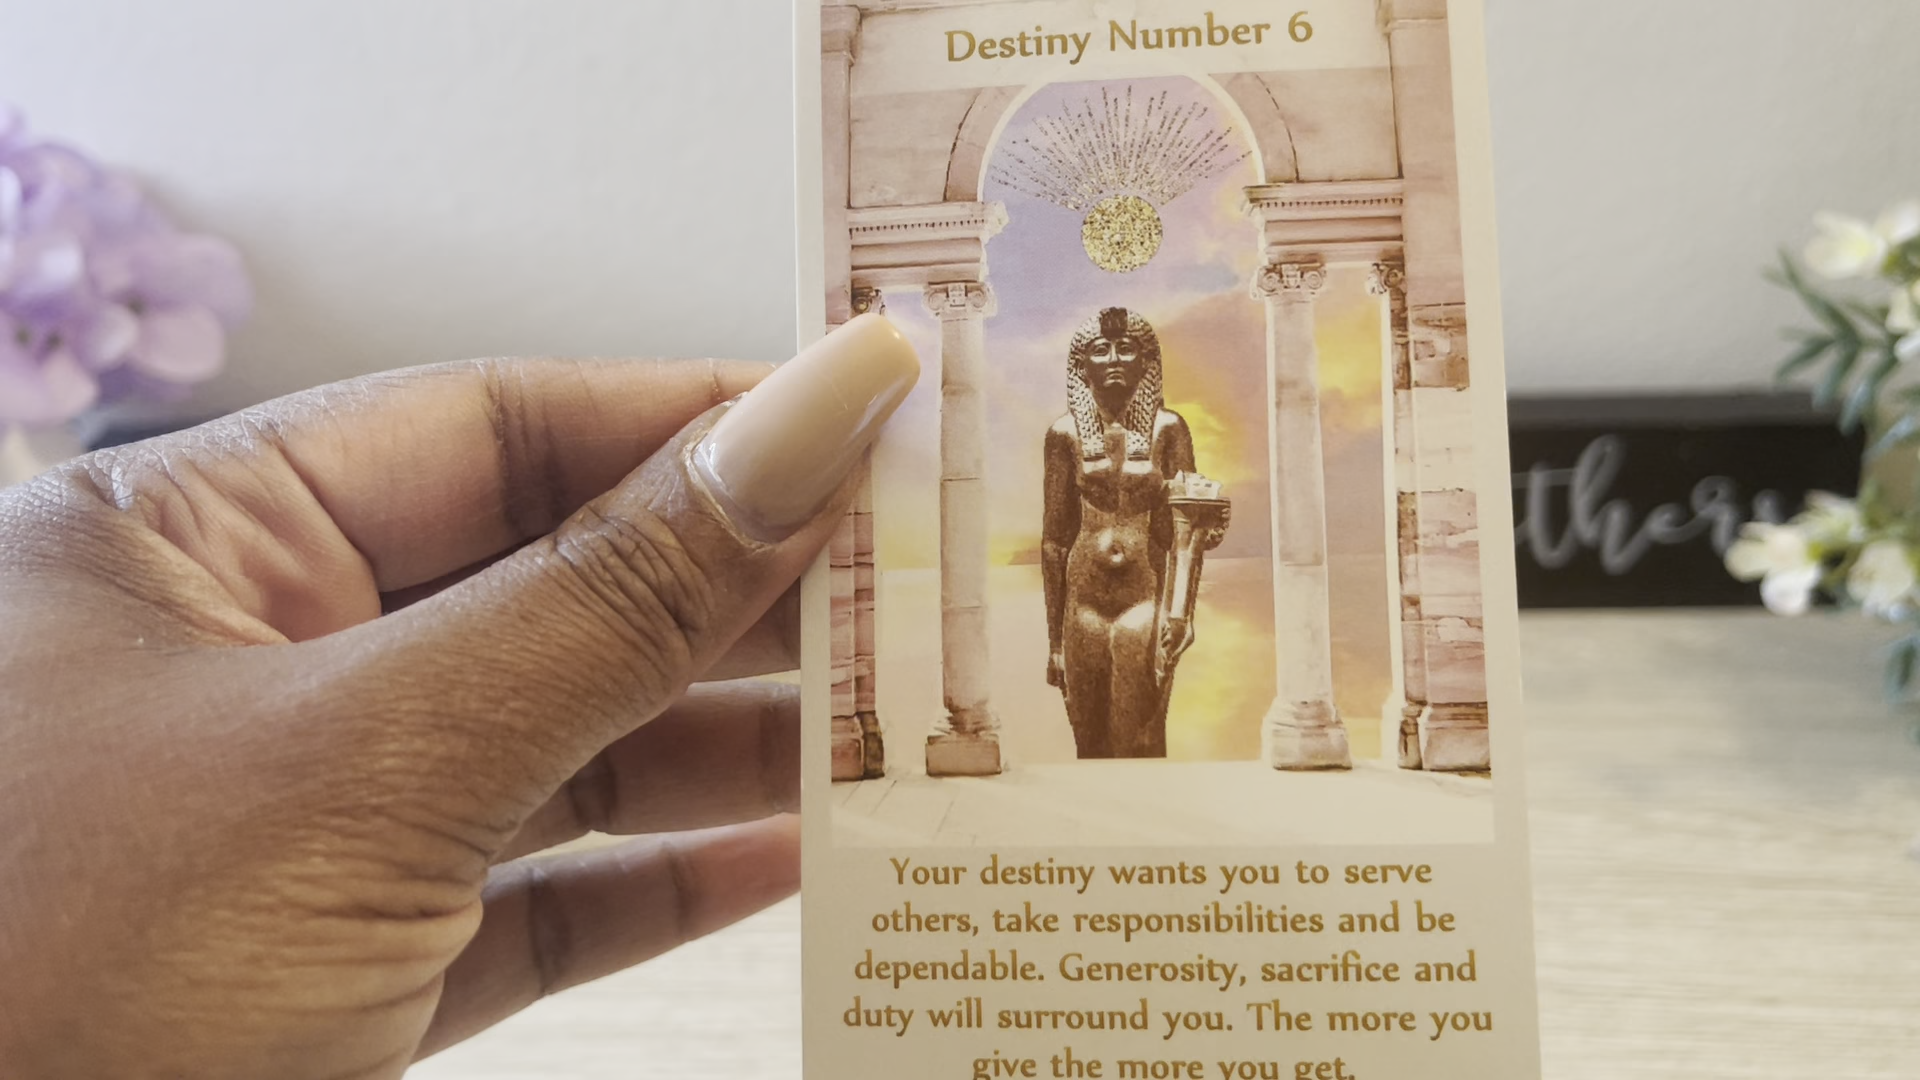 Destiny Number 6
Your destiny wants you to serve
others, take responsibilities and be
dependable. Generosity, sacrifice and
duty will surround you. The more you
give the more you get.